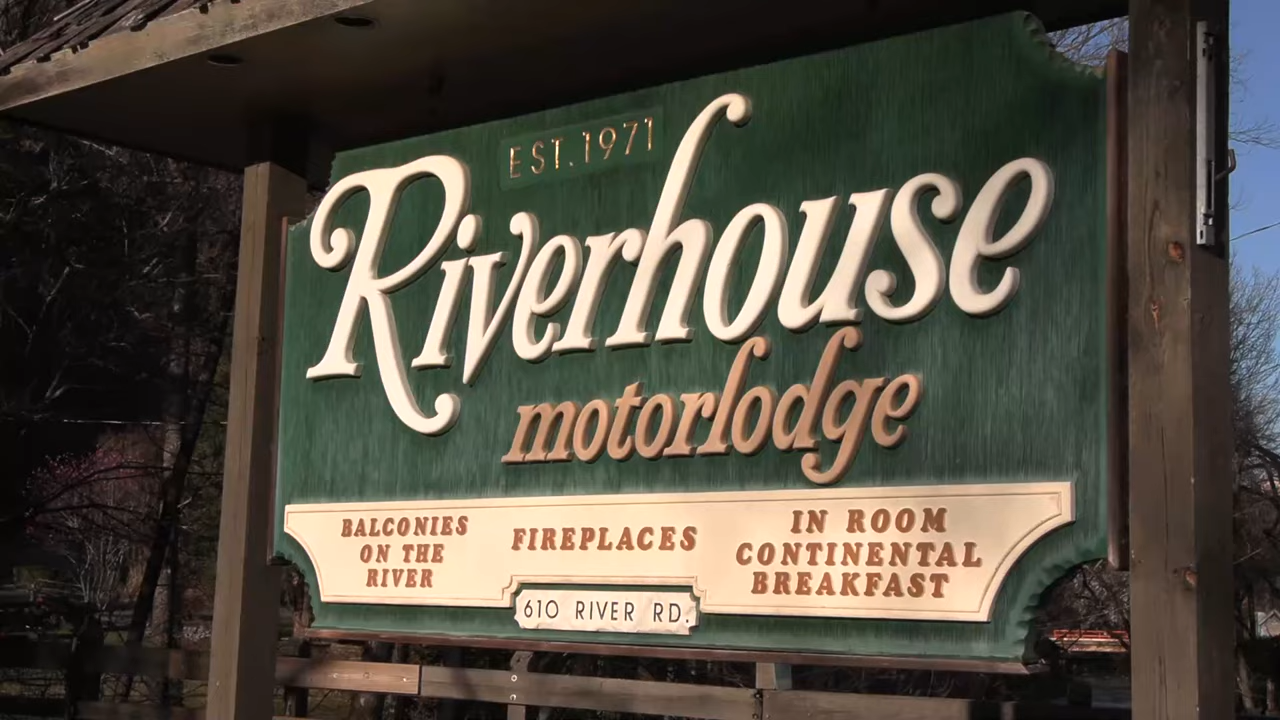 EST. 1971
Riverhouse
motorlodge
BALCONIES
ON THE
RIVER
FIREPLACES
IN ROOM
CONTINENTAL
BREAKFAST
610 RIVER RD.